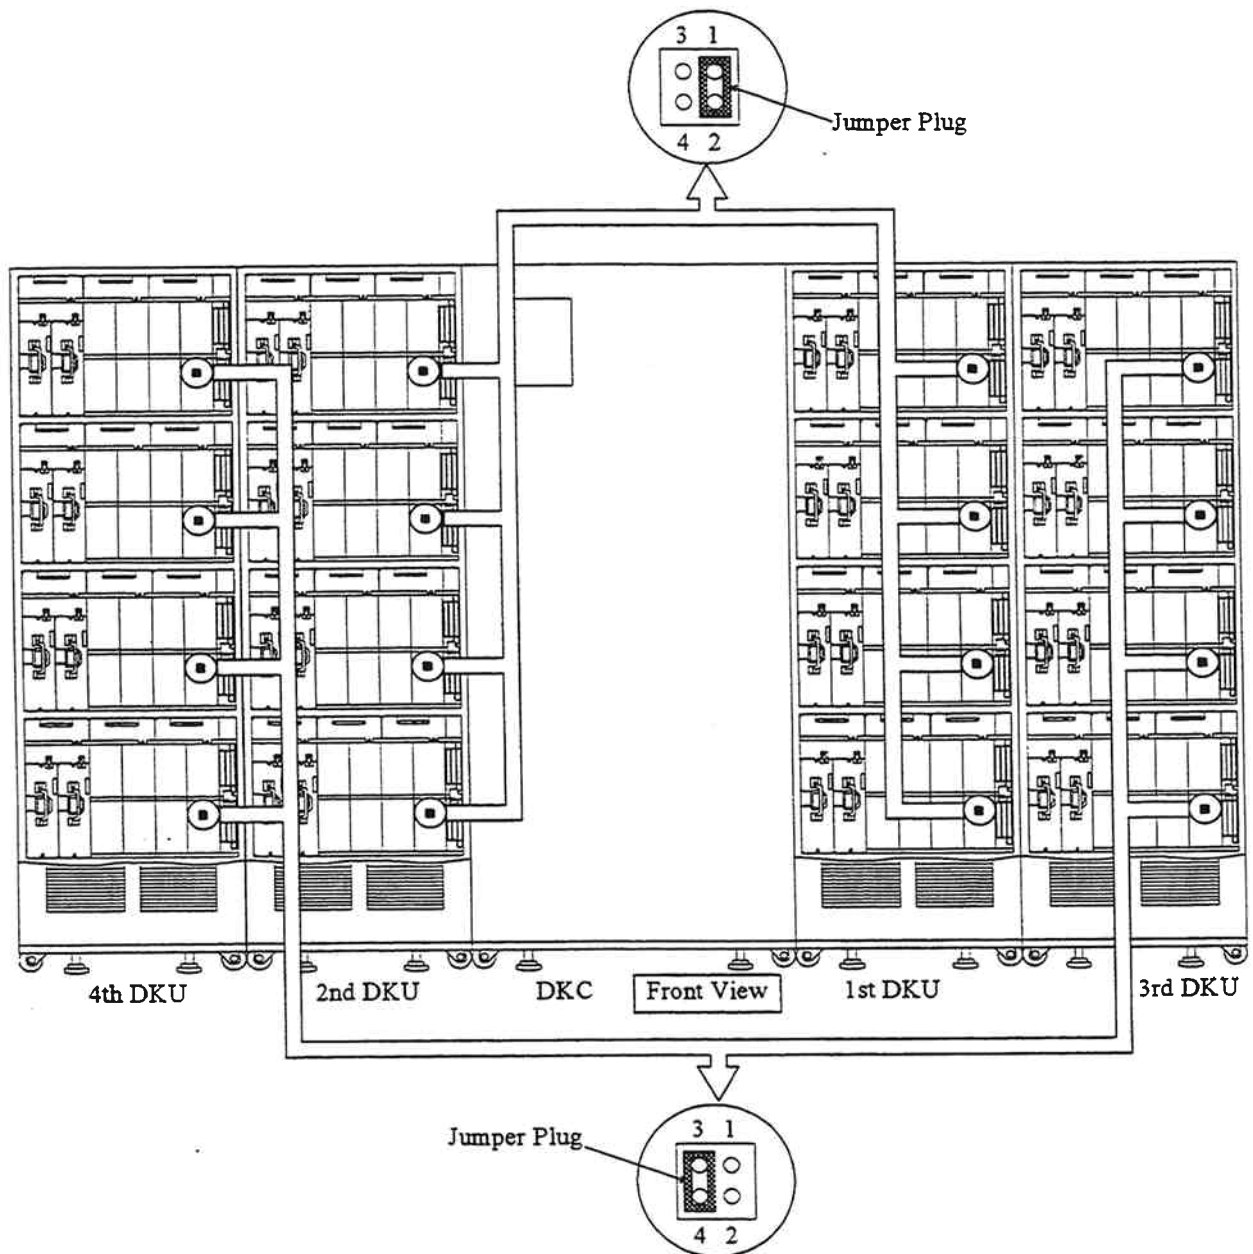 3 1
Jumper Plug
4 2
4th DKU
2nd DKU
DKC
Front View
1st DKU
3rd DKU
Jumper Plug
3 1
4 2